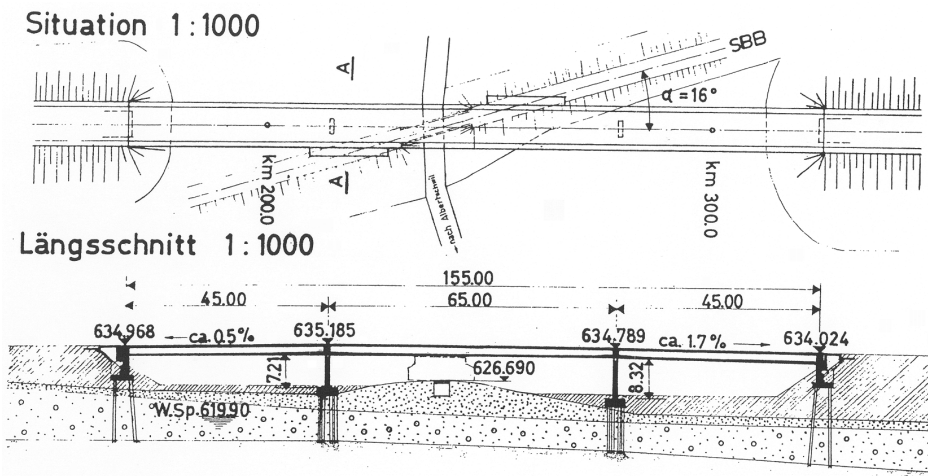 Situation 1:1000
SBB
A
α = 16°
A
km 200.0
nach Albertschwil
km 300.0
Längsschnitt 1:1000
155.00
45.00 65.00 45.00
634.968 ca. 0.5% 635.185 634.789 ca. 1.7% 634.024
7.21 626.690 8.32
W.Sp. 619.90